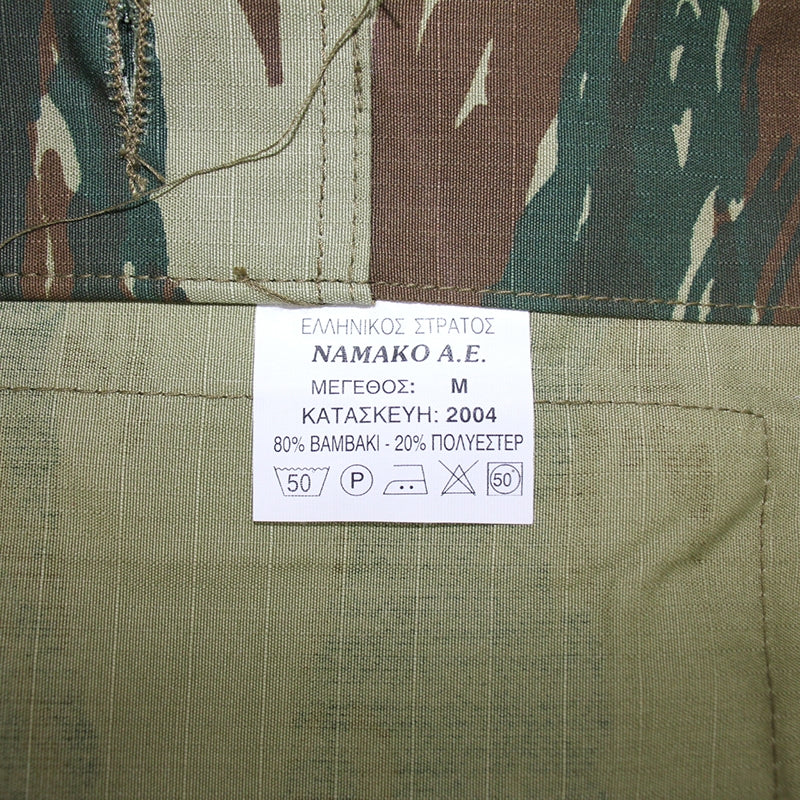 ΕΛΛΗΝΙΚΟΣ ΣΤΡΑΤΟΣ
NAMAKO A.E.
ΜΕΓΕΘΟΣ: M
ΚΑΤΑΣΚΕΥΗ: 2004
80% ΒΑΜΒΑΚΙ - 20% ΠΟΛΥΕΣΤΕΡ
50 P 50°